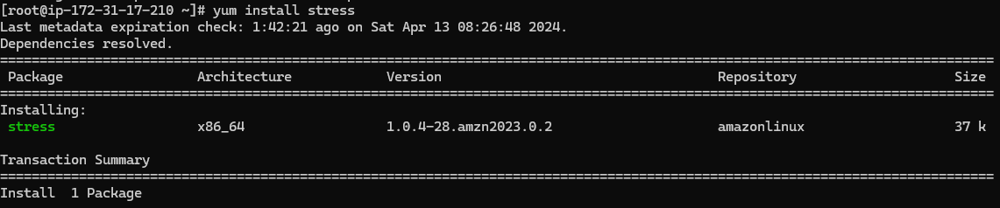 [root@ip-172-31-17-210 ~]# yum install stress
Last metadata expiration check: 1:42:21 ago on Sat Apr 13 08:26:48 2024.
Dependencies resolved.
================================================================================================================================
Package Architecture Version Repository Size
================================================================================================================================
Installing:
stress x86_64 1.0.4-28.amzn2023.0.2 amazonlinux 37 k
Transaction Summary
================================================================================================================================
Install  1 Package